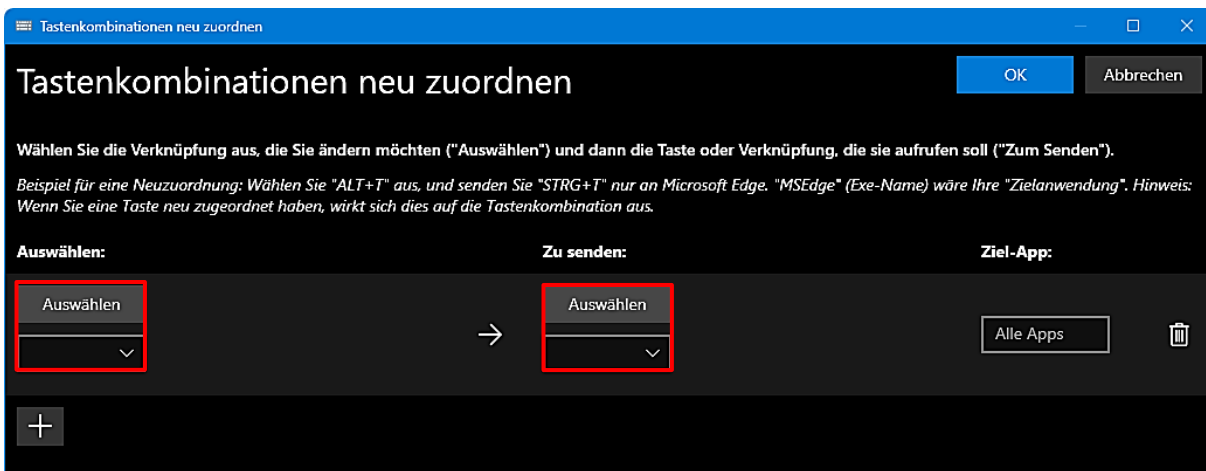 Tastenkombinationen neu zuordnen
Tastenkombinationen neu zuordnen
OK
Abbrechen
Wählen Sie die Verknüpfung aus, die Sie ändern möchten ("Auswählen") und dann die Taste oder Verknüpfung, die sie aufrufen soll ("Zum Senden").
Beispiel für eine Neuzuordnung: Wählen Sie "ALT+T" aus, und senden Sie "STRG+T" nur an Microsoft Edge. "MSEdge" (Exe-Name) wäre Ihre "Zielanwendung". Hinweis:
Wenn Sie eine Taste neu zugeordnet haben, wirkt sich dies auf die Tastenkombination aus.
Auswählen:
Zu senden:
Ziel-App:
Auswählen
Auswählen
Alle Apps